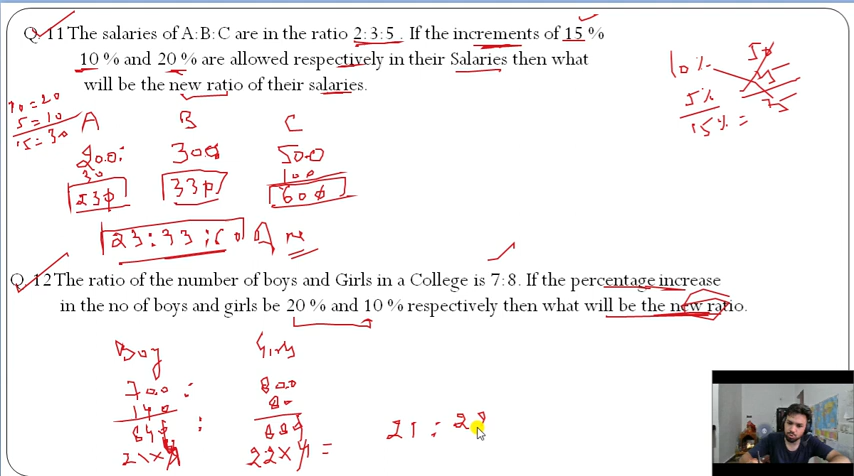 Q. 11 The salaries of A:B:C are in the ratio 2:3:5 . If the increments of 15 %
10 % and 20 % are allowed respectively in their Salaries then what
will be the new ratio of their salaries.
10%
5%
15% =
10 = 20
5 = 10
15 = 30
A B C
200: 300 500
30 100
230 330 600
23:33:60 Ans
Q. 12 The ratio of the number of boys and Girls in a College is 7:8. If the percentage increase
in the no of boys and girls be 20 % and 10 % respectively then what will be the new ratio.
Boy Girls
700 : 800
140 80
84 : 88
21x4 22x4 =
21 : 22